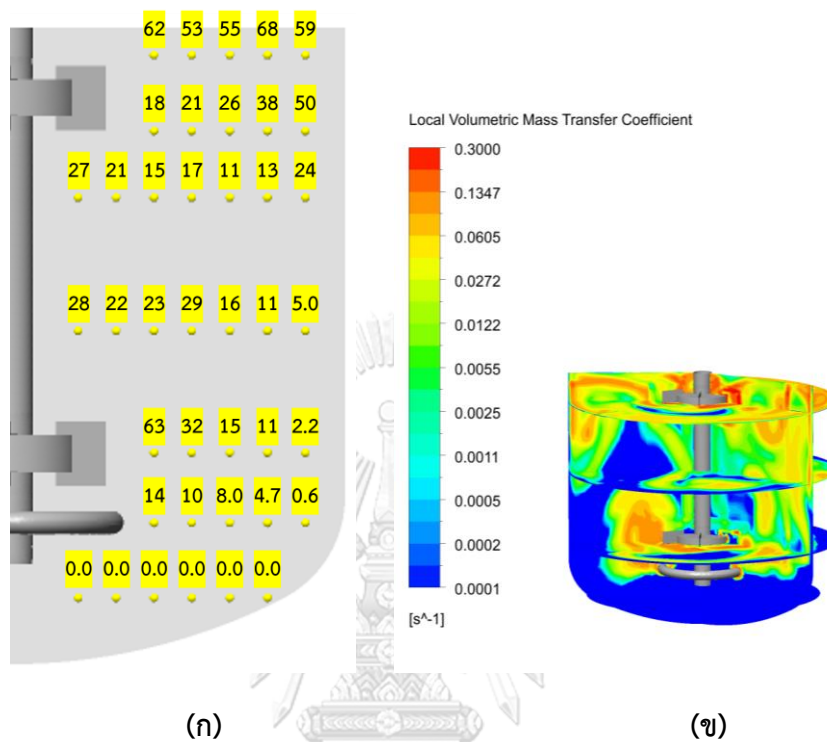 62 53 55 68 59
18 21 26 38 50
27 21 15 17 11 13 24
28 22 23 29 16 11 5.0
63 32 15 11 2.2
14 10 8.0 4.7 0.6
0.0 0.0 0.0 0.0 0.0 0.0
Local Volumetric Mass Transfer Coefficient
0.3000
0.1347
0.0605
0.0272
0.0122
0.0055
0.0025
0.0011
0.0005
0.0002
0.0001
[s^-1]
(ก) (ข)